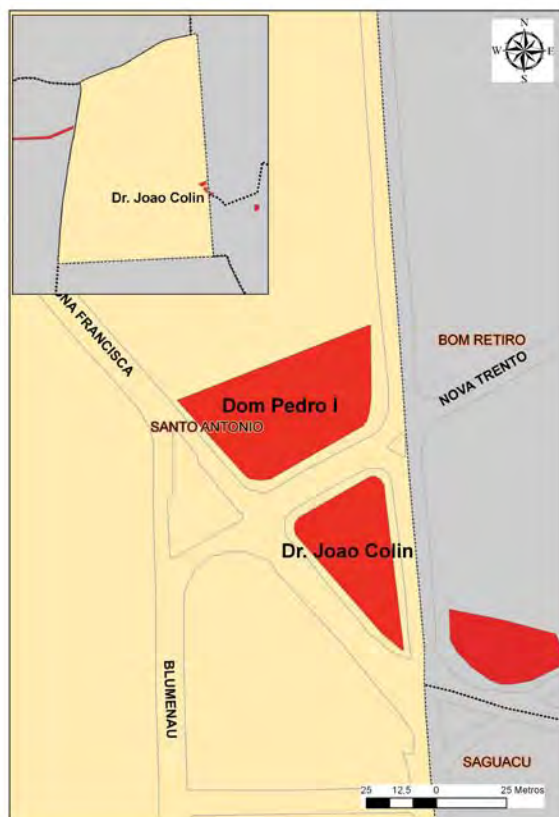 N
W E
S
Dr. Joao Colin
NA FRANCISCA
BOM RETIRO
NOVA TRENTO
Dom Pedro I
SANTO ANTONIO
Dr. Joao Colin
BLUMENAU
SAGUACU
25 12.5 0 25 Metros